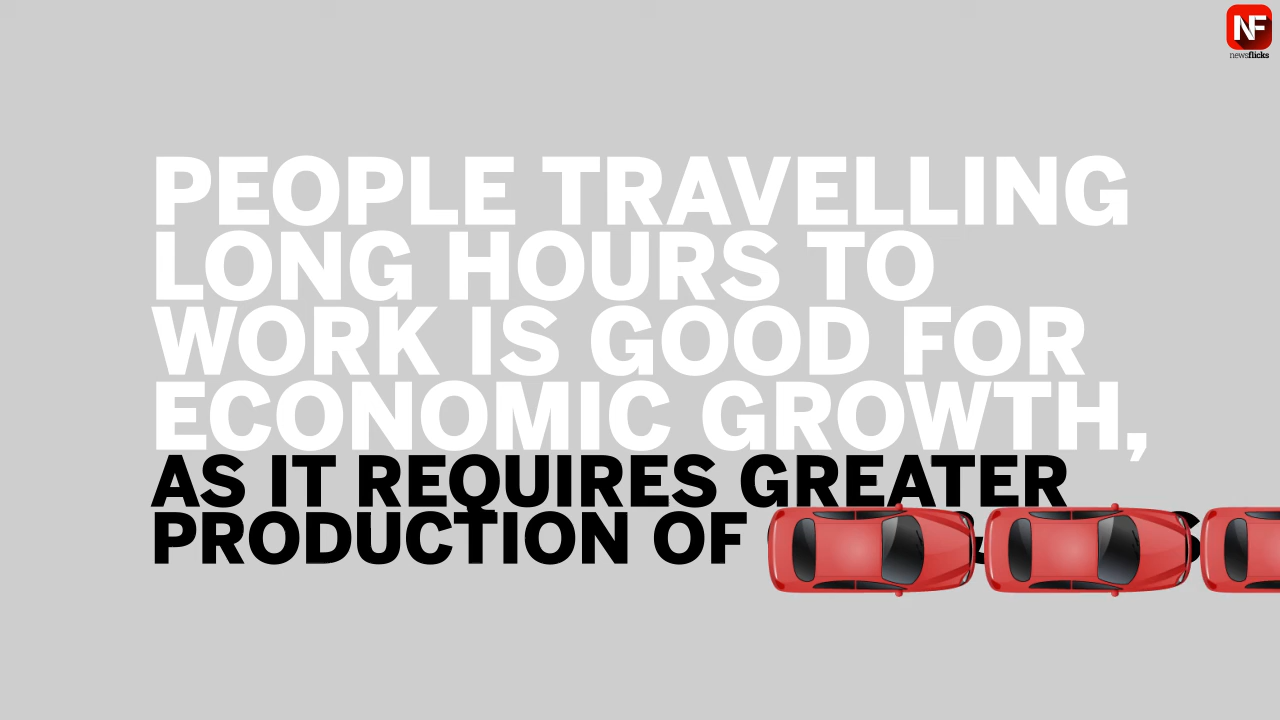 NF
newsflicks
PEOPLE TRAVELLING
LONG HOURS TO
WORK IS GOOD FOR
ECONOMIC GROWTH,
AS IT REQUIRES GREATER
PRODUCTION OF